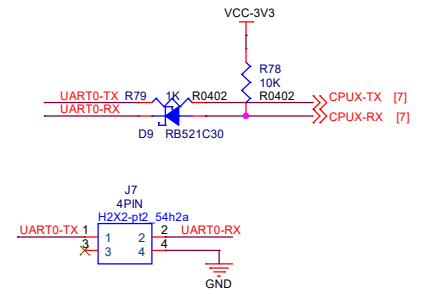 VCC-3V3
R78
10K
UART0-TX R79 1K R0402 R0402 CPUX-TX [7]
UART0-RX CPUX-RX [7]
D9 RB521C30
J7
4PIN
H2X2-pt2_54h2a
UART0-TX 1 1 2 2 UART0-RX
3 3 4 4
GND